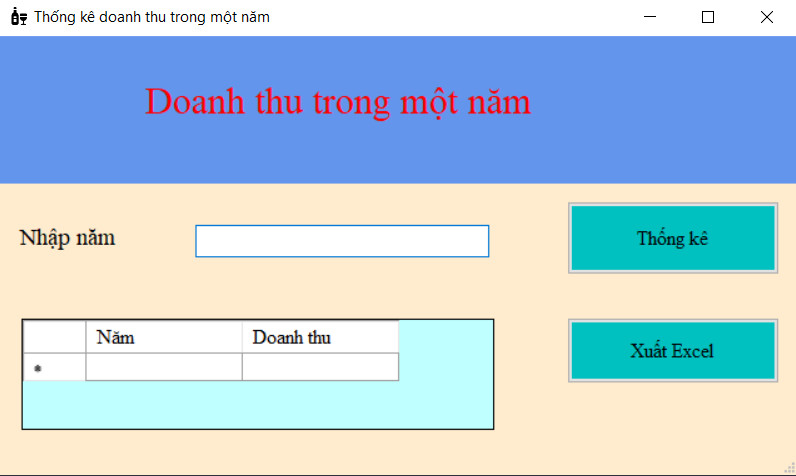 Thống kê doanh thu trong một năm
Doanh thu trong một năm
Nhập năm
Thống kê
Năm Doanh thu
*
Xuất Excel